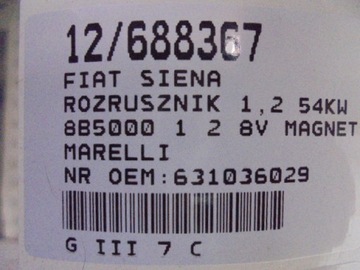 12/688367
FIAT SIENA
ROZRUSZNIK 1,2 54KW
8B5000 1 2 8V MAGNET
MARELLI
NR OEM:631036029
G III 7 C